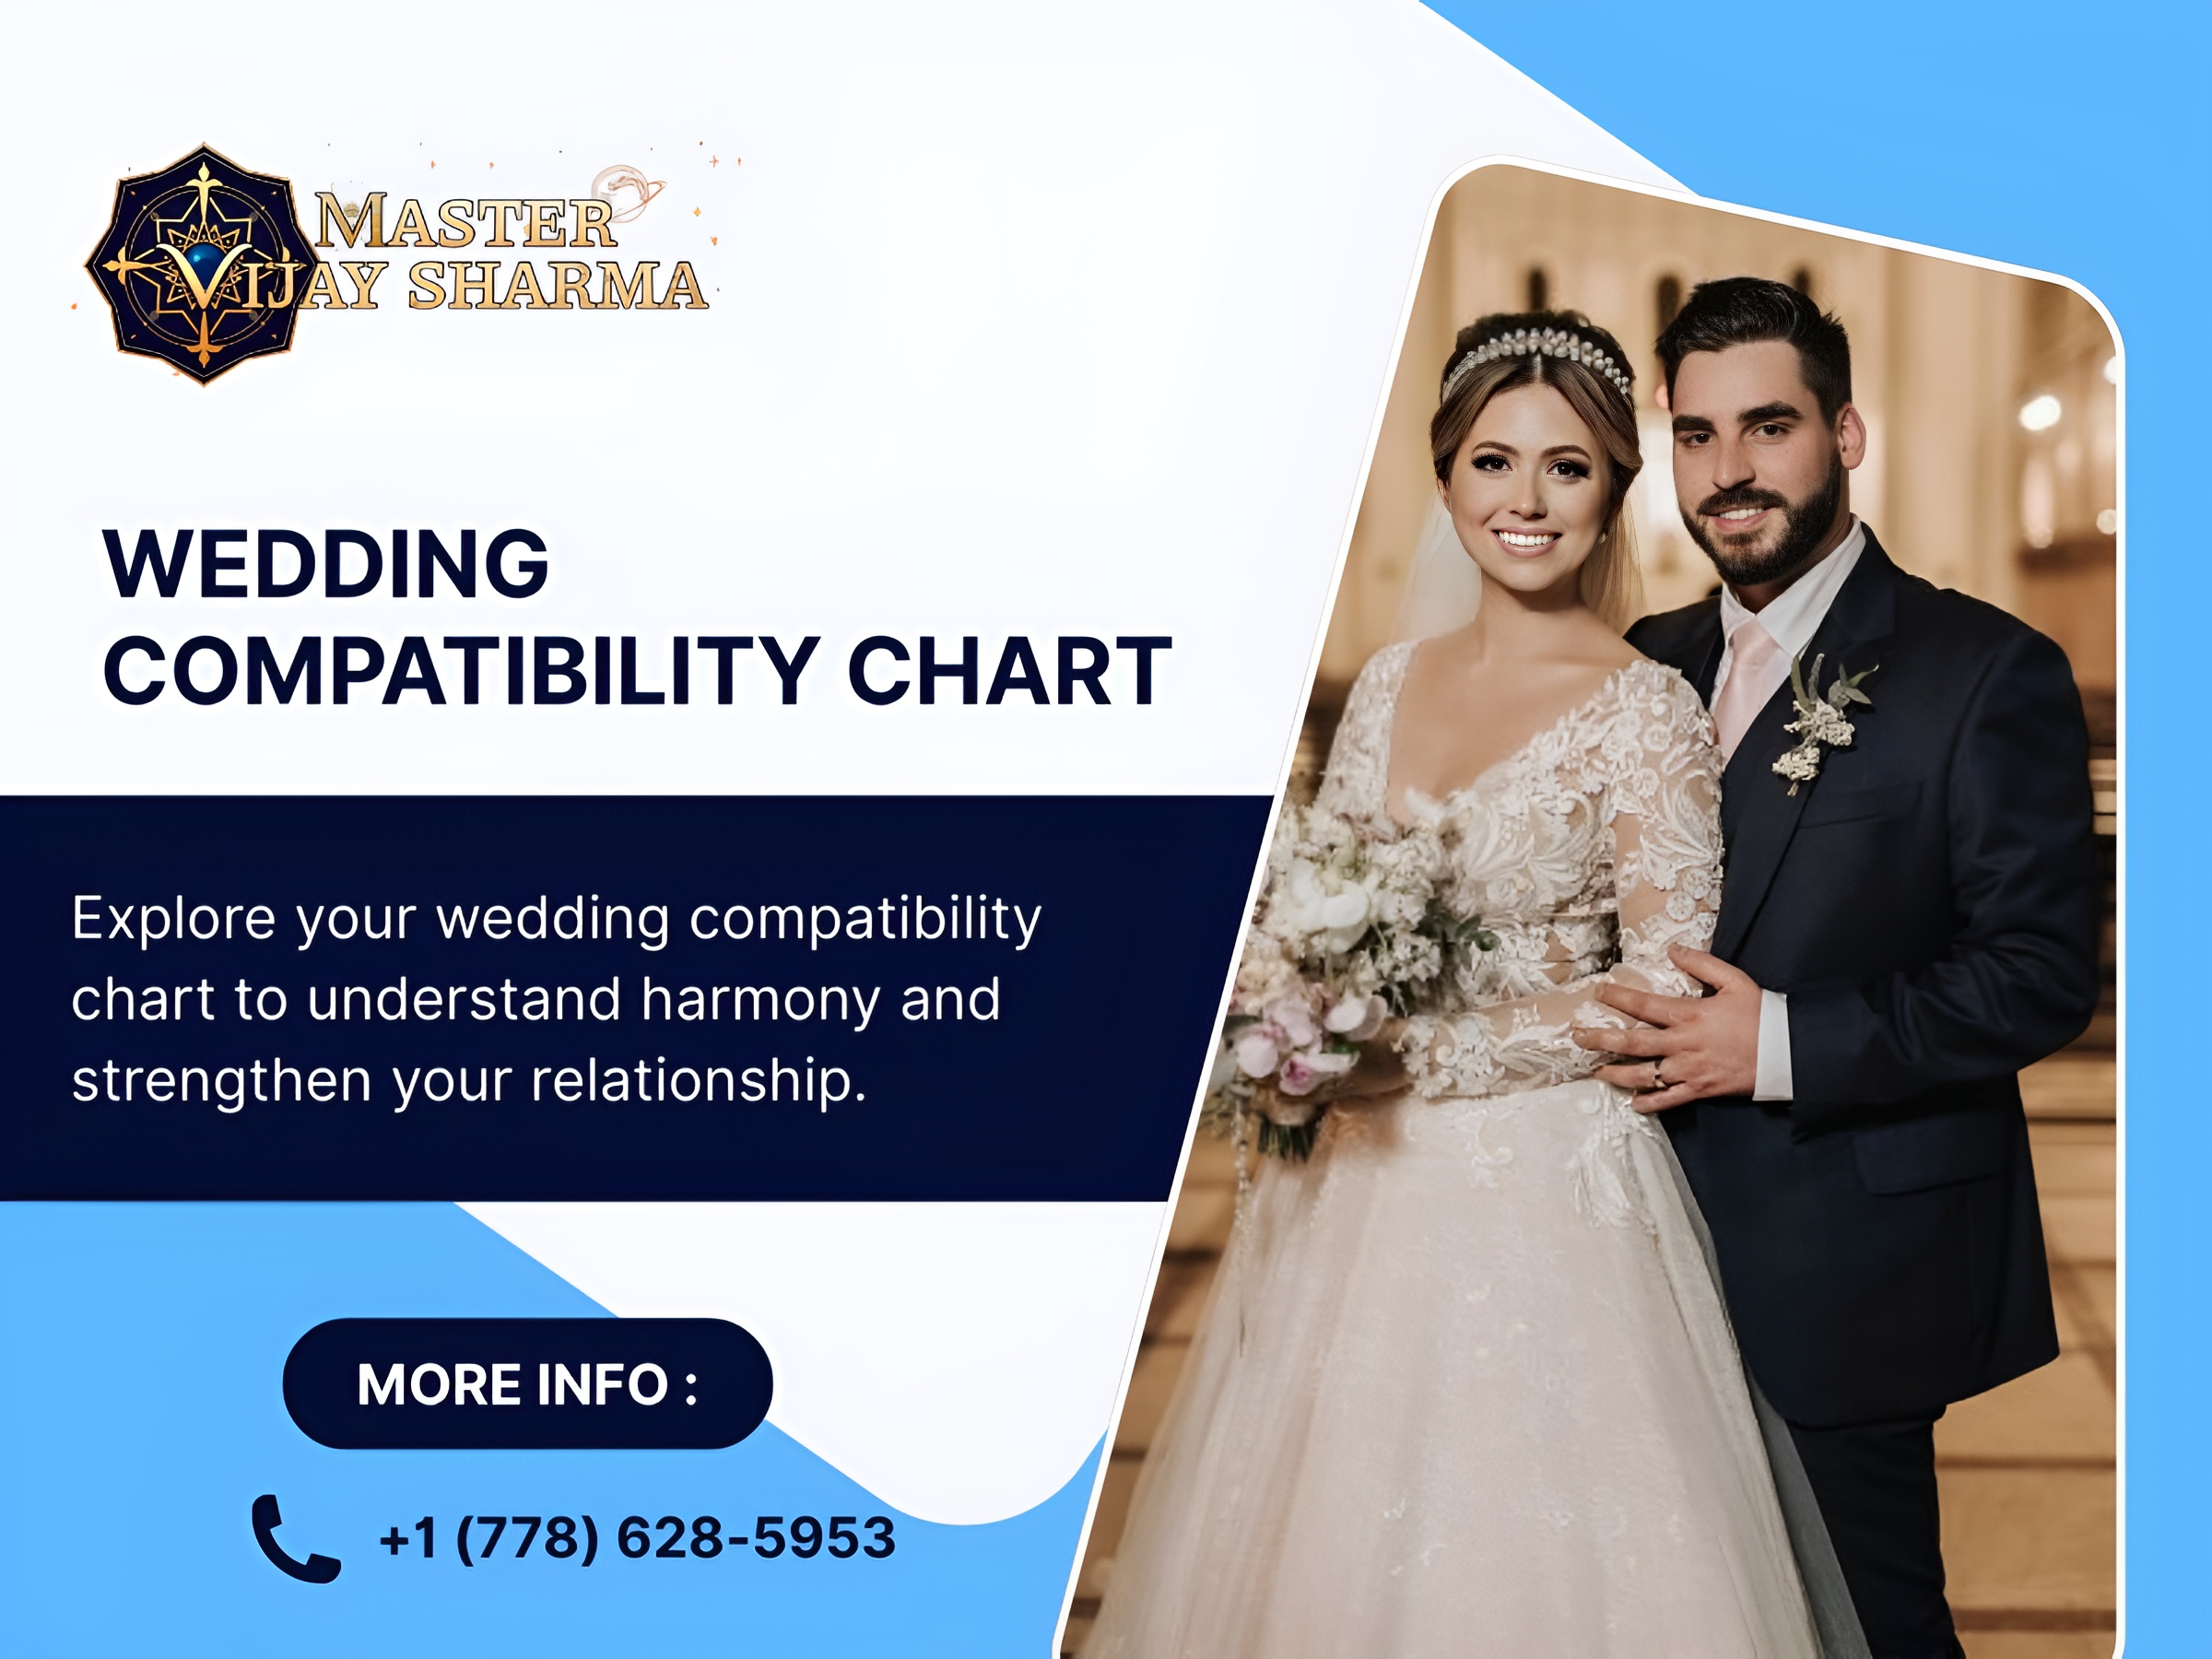 MASTER
VIJAY SHARMA
WEDDING
COMPATIBILITY CHART
Explore your wedding compatibility
chart to understand harmony and
strengthen your relationship.
MORE INFO :
+1 (778) 628-5953